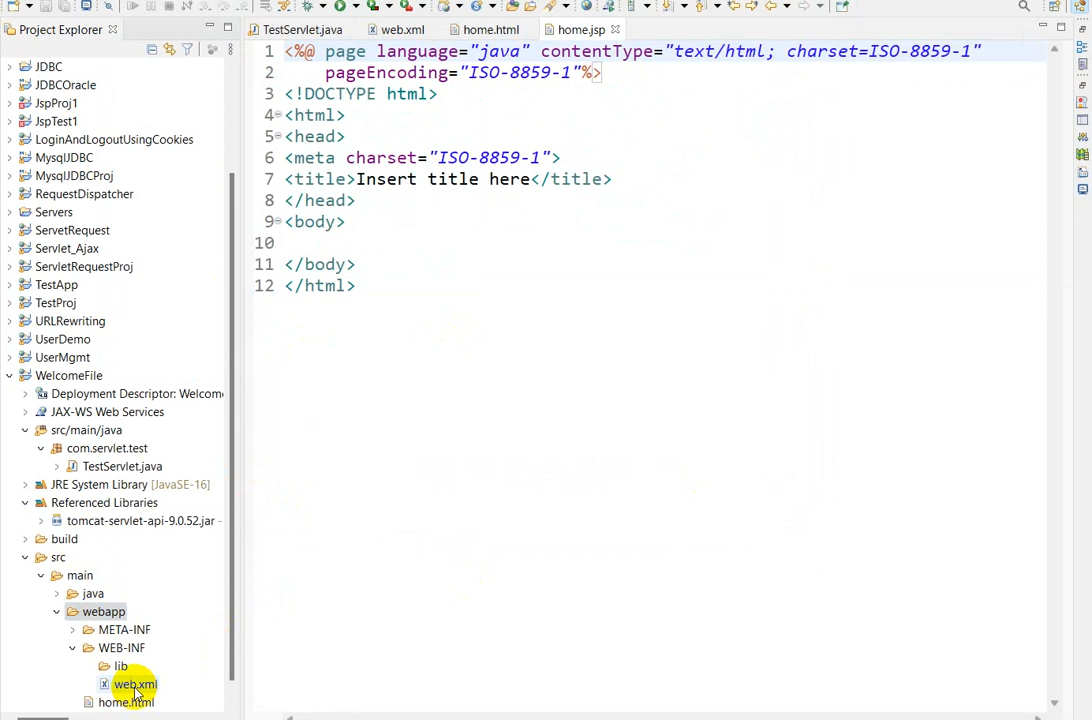 Project Explorer
TestServlet.java
web.xml
home.html
home.jsp
JDBC
JDBCOracle
JspProj1
JspTest1
LoginAndLogoutUsingCookies
MysqlJDBC
MysqlJDBCProj
RequestDispatcher
Servers
ServetRequest
Servlet_Ajax
ServletRequestProj
TestApp
TestProj
URLRewriting
UserDemo
UserMgmt
WelcomeFile
Deployment Descriptor: Welcome
JAX-WS Web Services
src/main/java
com.servlet.test
TestServlet.java
JRE System Library [JavaSE-16]
Referenced Libraries
tomcat-servlet-api-9.0.52.jar -
build
src
main
java
webapp
META-INF
WEB-INF
lib
web.xml
home.html
1 <%@ page language="java" contentType="text/html; charset=ISO-8859-1"
2 pageEncoding="ISO-8859-1"%>
3 <!DOCTYPE html>
4 <html>
5 <head>
6 <meta charset="ISO-8859-1">
7 <title>Insert title here</title>
8 </head>
9 <body>
10
11 </body>
12 </html>